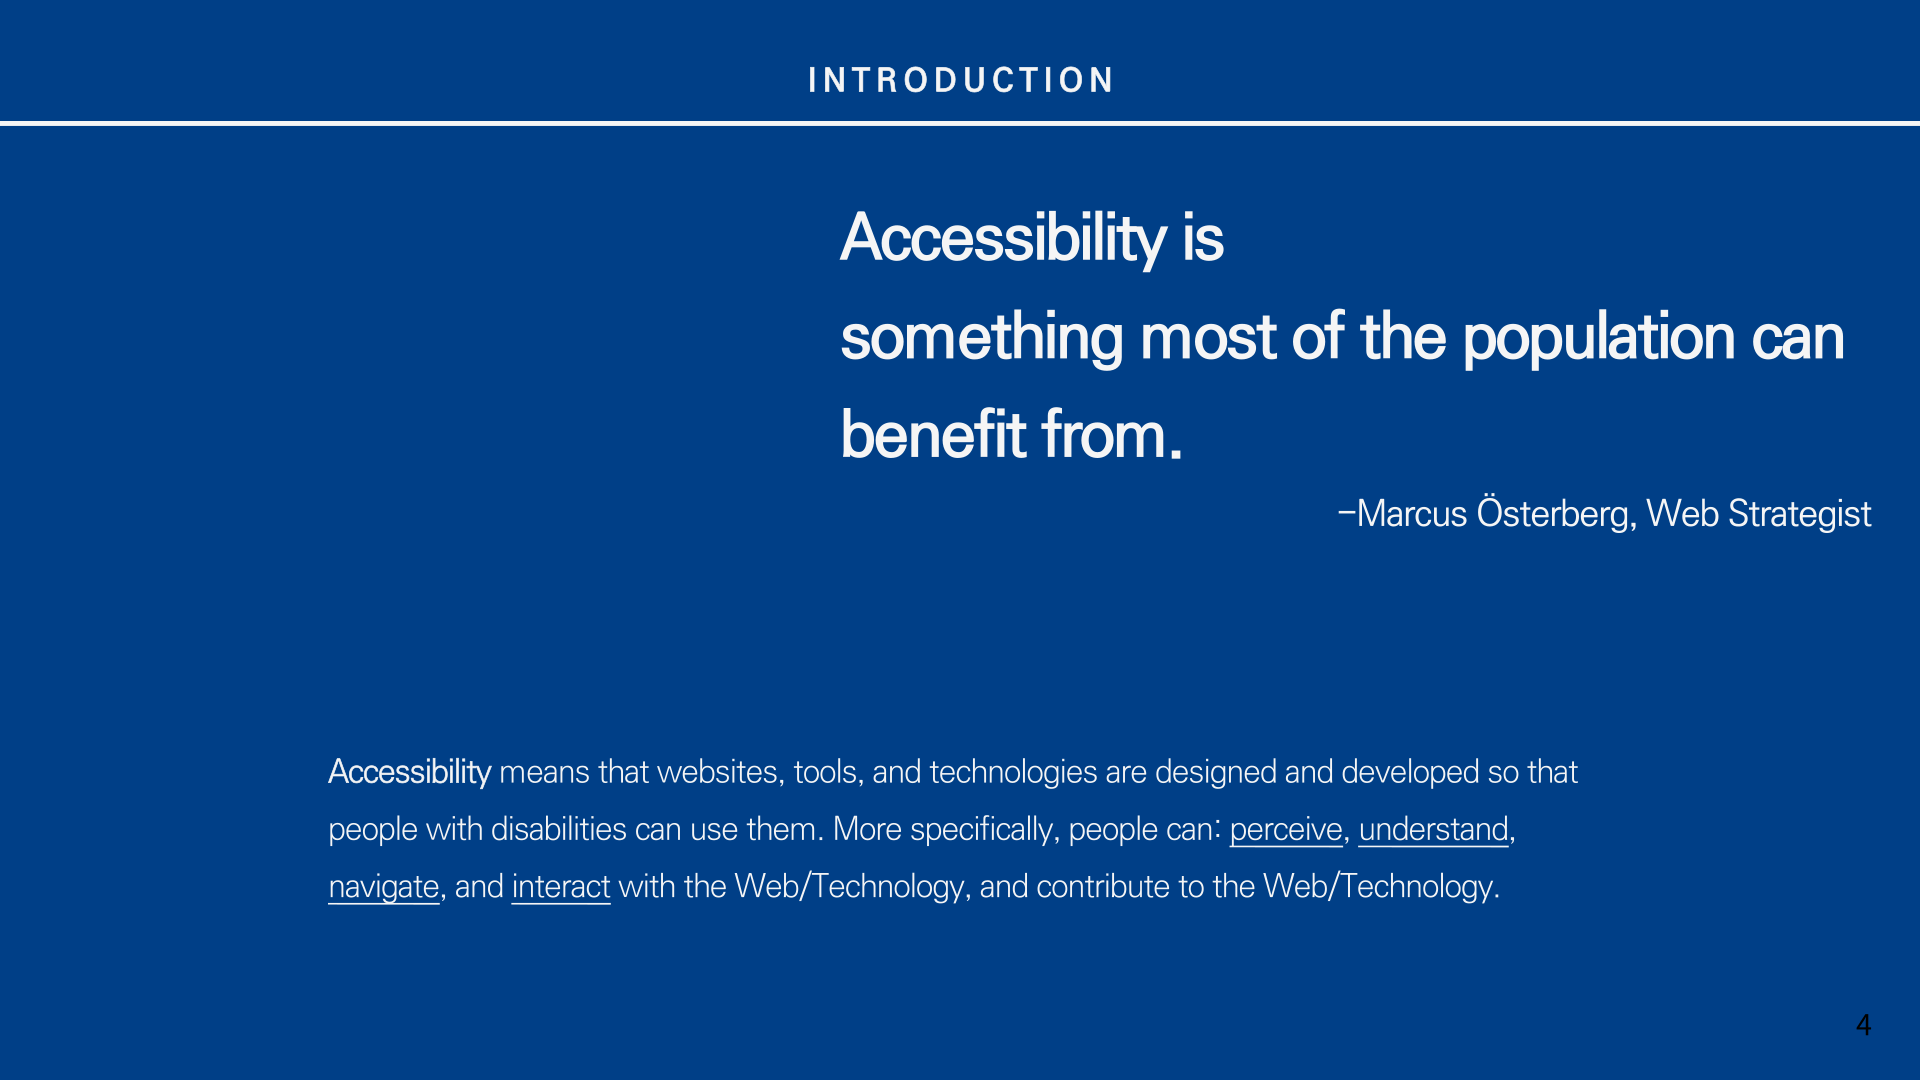 INTRODUCTION
Accessibility is
something most of the population can
benefit from.
-Marcus Österberg, Web Strategist
Accessibility means that websites, tools, and technologies are designed and developed so that
people with disabilities can use them. More specifically, people can: perceive, understand,
navigate, and interact with the Web/Technology, and contribute to the Web/Technology.
4